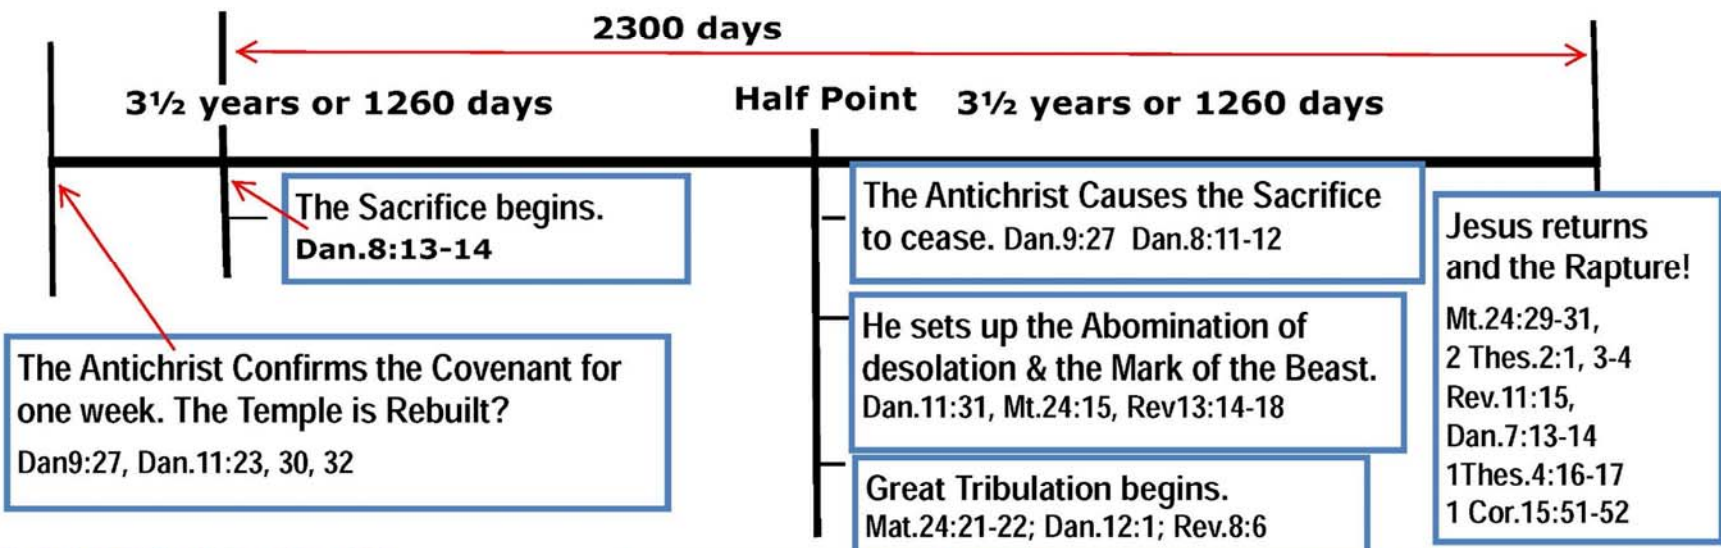 2300 days
3½ years or 1260 days
Half Point
3½ years or 1260 days
The Sacrifice begins.
Dan.8:13-14
The Antichrist Confirms the Covenant for
one week. The Temple is Rebuilt?
Dan9:27, Dan.11:23, 30, 32
The Antichrist Causes the Sacrifice
to cease. Dan.9:27 Dan.8:11-12
He sets up the Abomination of
desolation & the Mark of the Beast.
Dan.11:31, Mt.24:15, Rev13:14-18
Great Tribulation begins.
Mat.24:21-22; Dan.12:1; Rev.8:6
Jesus returns
and the Rapture!
Mt.24:29-31,
2 Thes.2:1, 3-4
Rev.11:15,
Dan.7:13-14
1Thes.4:16-17
1 Cor.15:51-52